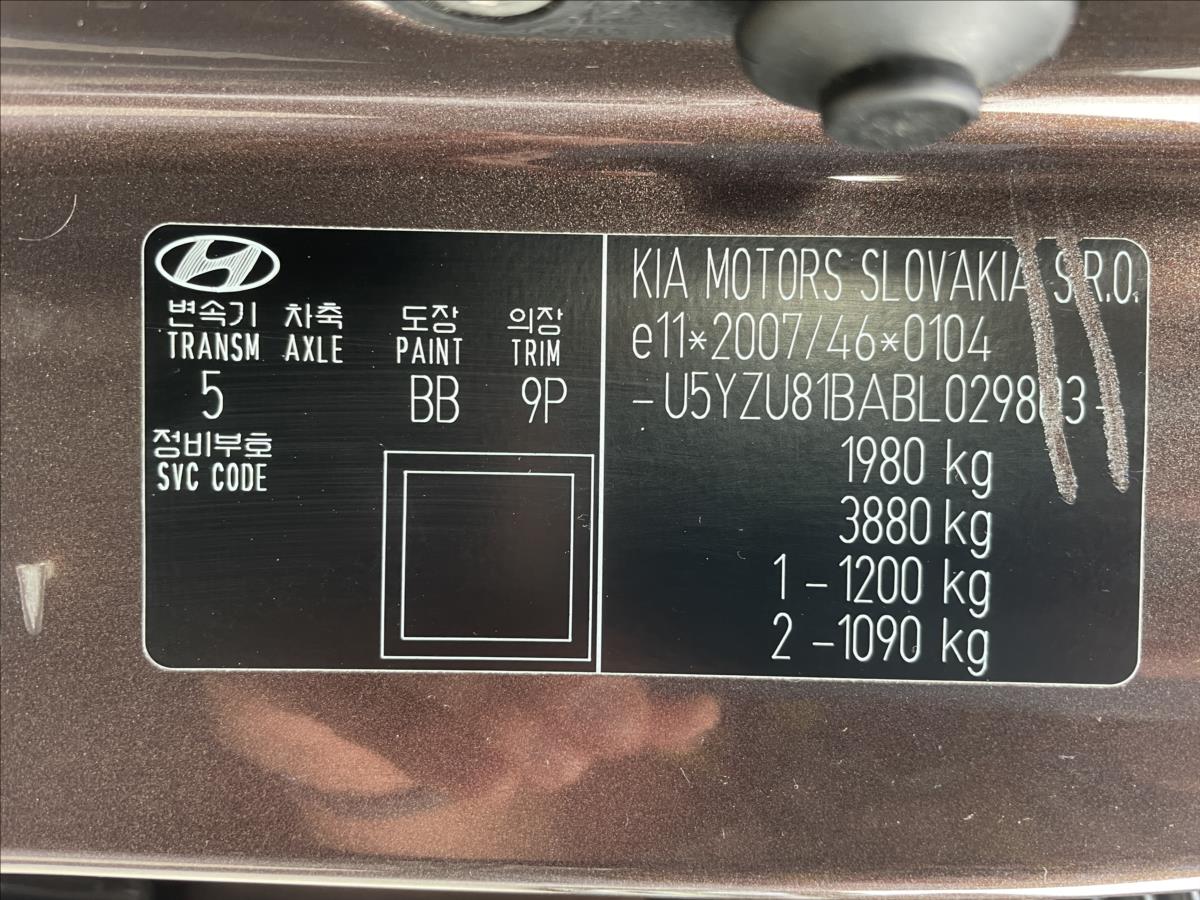 변속기 차축 도장 의장
TRANSM AXLE PAINT TRIM
5 BB 9P
정비부호
SVC CODE
KIA MOTORS SLOVAKIA S.R.O.
e11*2007/46*0104
-U5YZU81BABL029803-
1980 kg
3880 kg
1 -1200 kg
2 -1090 kg